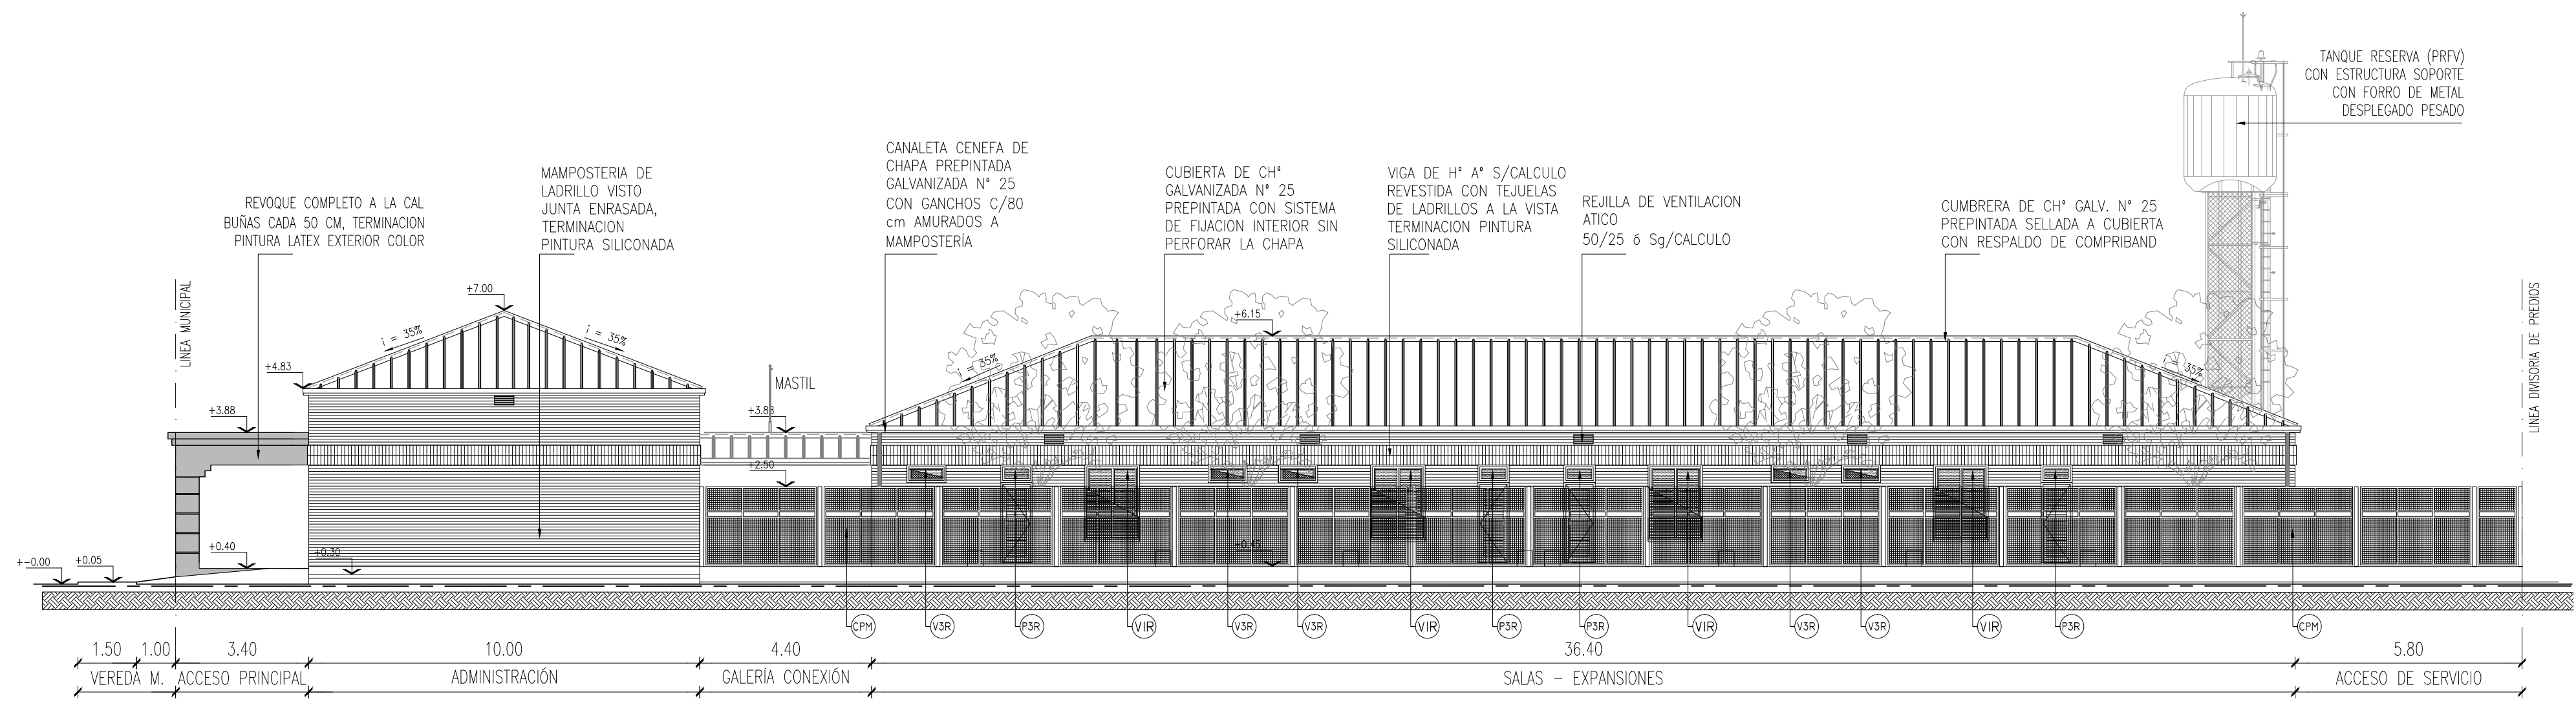 TANQUE RESERVA (PRFV)
CON ESTRUCTURA SOPORTE
CON FORRO DE METAL
DESPLEGADO PESADO
REVOQUE COMPLETO A LA CAL
BUÑAS CADA 50 CM, TERMINACION
PINTURA LATEX EXTERIOR COLOR
MAMPOSTERIA DE
LADRILLO VISTO
JUNTA ENRASADA,
TERMINACION
PINTURA SILICONADA
CANALETA CENEFA DE
CHAPA PREPINTADA
GALVANIZADA N° 25
CON GANCHOS C/80
cm AMURADOS A
MAMPOSTERÍA
CUBIERTA DE CH°
GALVANIZADA N° 25
PREPINTADA CON SISTEMA
DE FIJACION INTERIOR SIN
PERFORAR LA CHAPA
VIGA DE H° A° S/CALCULO
REVESTIDA CON TEJUELAS
DE LADRILLOS A LA VISTA
TERMINACION PINTURA
SILICONADA
REJILLA DE VENTILACION
ATICO
50/25 ó Sg/CALCULO
CUMBRERA DE CH° GALV. N° 25
PREPINTADA SELLADA A CUBIERTA
CON RESPALDO DE COMPRIBAND
LINEA MUNICIPAL
LINEA DIVISORIA DE PREDIOS
+7.00
i = 35%
i = 35%
+4.83
+3.88
MASTIL
+3.83
+2.50
+6.15
i = 35%
i = 35%
+0.40
+0.30
+0.45
+-0.00
+0.05
CPM
V3R
P3R
VIR
V3R
V3R
VIR
P3R
P3R
VIR
V3R
V3R
VIR
P3R
CPM
1.50
1.00
3.40
10.00
4.40
36.40
5.80
VEREDA M.
ACCESO PRINCIPAL
ADMINISTRACIÓN
GALERÍA CONEXIÓN
SALAS – EXPANSIONES
ACCESO DE SERVICIO